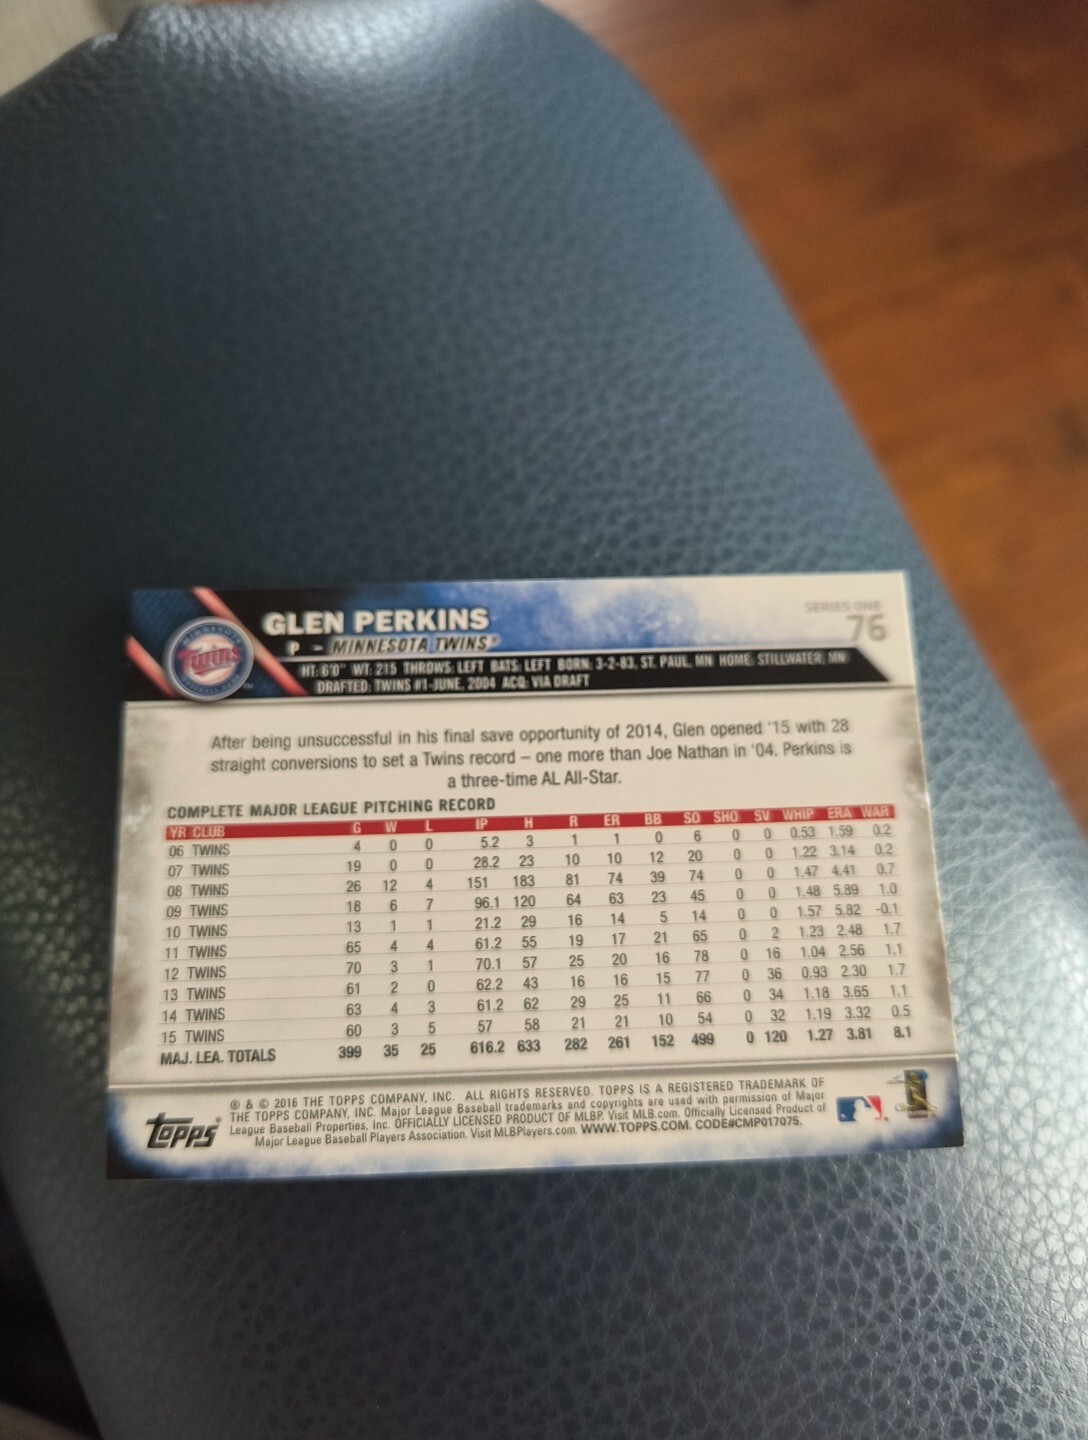 GLEN PERKINS
SERIES ONE
76
P - MINNESOTA TWINS®
Twins
HT: 6'0" WT: 215 THROWS: LEFT BATS: LEFT BORN: 3-2-83, ST. PAUL, MN HOME: STILLWATER, MN
DRAFTED: TWINS #1-JUNE, 2004 ACQ: VIA DRAFT
After being unsuccessful in his final save opportunity of 2014, Glen opened '15 with 28
straight conversions to set a Twins record – one more than Joe Nathan in '04. Perkins is
a three-time AL All-Star.
COMPLETE MAJOR LEAGUE PITCHING RECORD
YR CLUB G W L IP H R ER BB SO SHO SV WHIP ERA WAR
06 TWINS 4 0 0 5.2 3 1 1 0 6 0 0 0.53 1.59 0.2
07 TWINS 19 0 0 28.2 23 10 10 12 20 0 0 1.22 3.14 0.2
08 TWINS 26 12 4 151 183 81 74 39 74 0 0 1.47 4.41 0.7
09 TWINS 18 6 7 96.1 120 64 63 23 45 0 0 1.48 5.89 1.0
10 TWINS 13 1 1 21.2 29 16 14 5 14 0 0 1.57 5.82 -0.1
11 TWINS 65 4 4 61.2 55 19 17 21 65 0 2 1.23 2.48 1.7
12 TWINS 70 3 1 70.1 57 25 20 16 78 0 16 1.04 2.56 1.1
13 TWINS 61 2 0 62.2 43 16 16 15 77 0 36 0.93 2.30 1.7
14 TWINS 63 4 3 61.2 62 29 25 11 66 0 34 1.18 3.65 1.1
15 TWINS 60 3 5 57 58 21 21 10 54 0 32 1.19 3.32 0.5
MAJ. LEA. TOTALS 399 35 25 616.2 633 282 261 152 499 0 120 1.27 3.81 8.1
topps®
® & © 2016 THE TOPPS COMPANY, INC. ALL RIGHTS RESERVED. TOPPS IS A REGISTERED TRADEMARK OF
THE TOPPS COMPANY, INC. Major League Baseball trademarks and copyrights are used with permission of Major
League Baseball Properties, Inc. OFFICIALLY LICENSED PRODUCT OF MLBP. Visit MLB.com. Officially Licensed Product of
Major League Baseball Players Association. Visit MLBPlayers.com. WWW.TOPPS.COM. CODE#CMP017075.